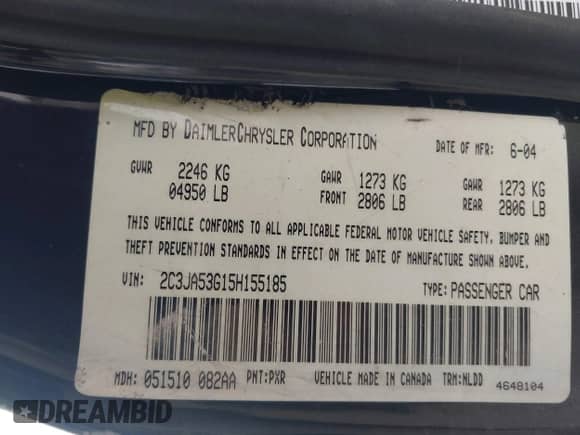 MFD BY DAIMLERCHRYSLER CORPORATION DATE OF MFR: 6-04
GVWR 2246 KG GAWR 1273 KG GAWR 1273 KG
04950 LB FRONT 2806 LB REAR 2806 LB
THIS VEHICLE CONFORMS TO ALL APPLICABLE FEDERAL MOTOR VEHICLE SAFETY, BUMPER AND
THEFT PREVENTION STANDARDS IN EFFECT ON THE DATE OF MANUFACTURE SHOWN ABOVE.
VIN: 2C3JA53G15H155185 TYPE: PASSENGER CAR
MDH: 051510 082AA PNT: PXR VEHICLE MADE IN CANADA TRM: NLDD 4648104
DREAMBID